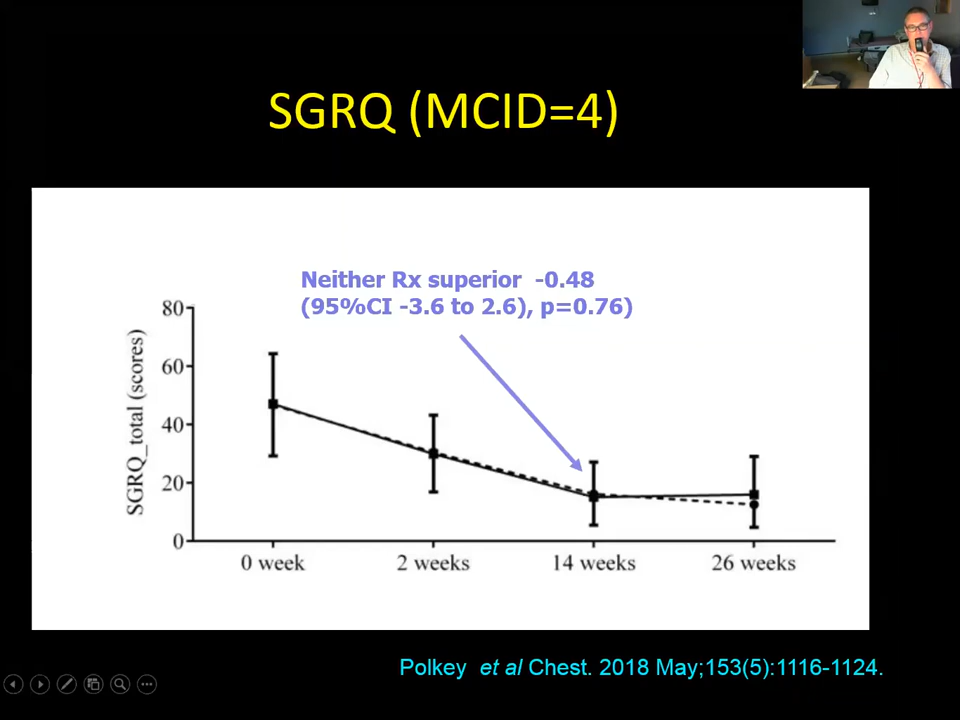 SGRQ (MCID=4)
Neither Rx superior -0.48
(95%CI -3.6 to 2.6), p=0.76)
SGRQ_total (scores)
80
60
40
20
0
0 week 2 weeks 14 weeks 26 weeks
Polkey et al Chest. 2018 May;153(5):1116-1124.